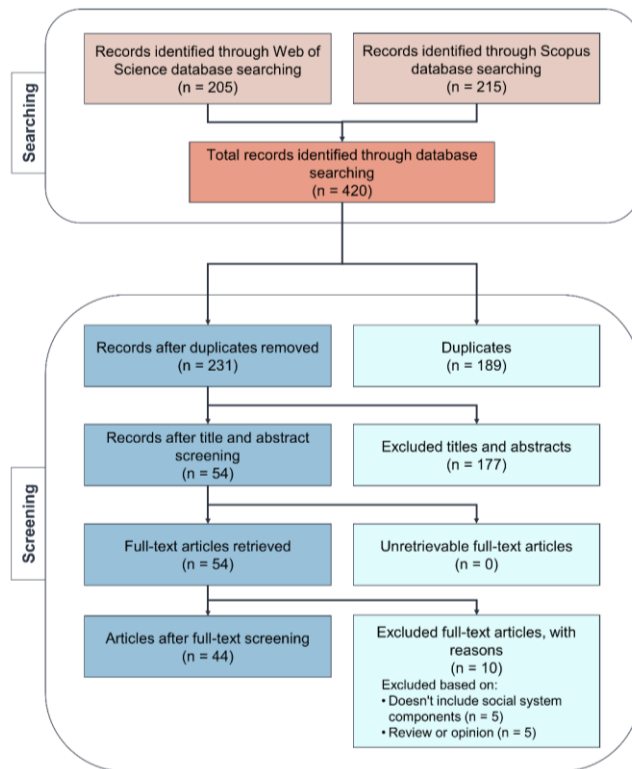 Searching
Records identified through Web of
Science database searching
(n = 205)
Records identified through Scopus
database searching
(n = 215)
Total records identified through database
searching
(n = 420)
Screening
Records after duplicates removed
(n = 231)
Duplicates
(n = 189)
Records after title and abstract
screening
(n = 54)
Excluded titles and abstracts
(n = 177)
Full-text articles retrieved
(n = 54)
Unretrievable full-text articles
(n = 0)
Articles after full-text screening
(n = 44)
Excluded full-text articles, with
reasons
(n = 10)
Excluded based on:
• Doesn't include social system
components (n = 5)
• Review or opinion (n = 5)